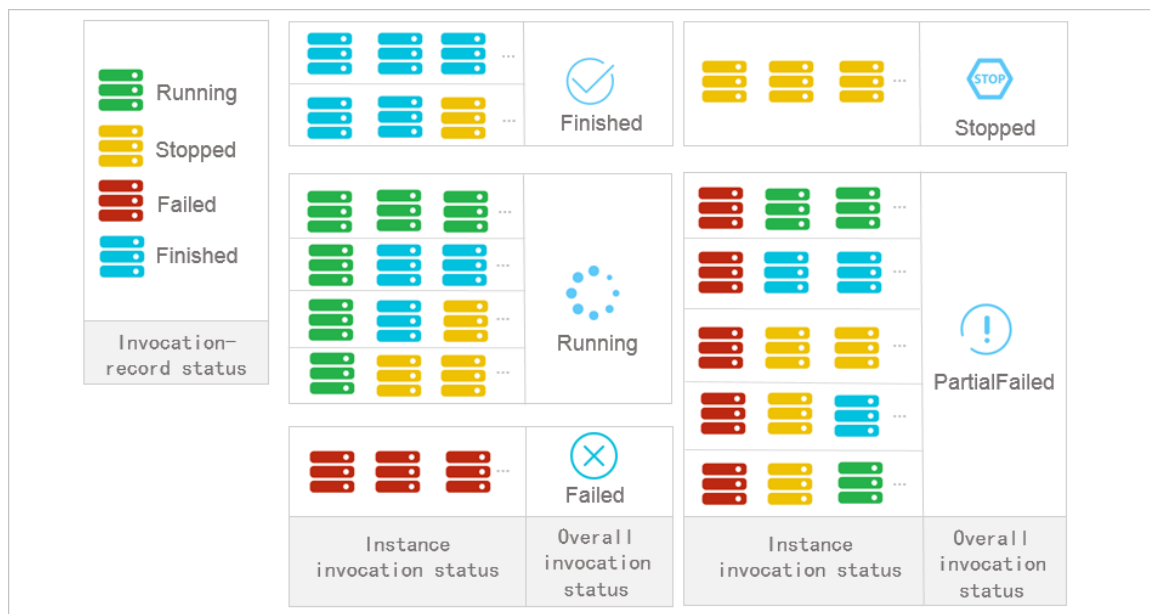 Running
Stopped
Failed
Finished
Invocation-
record status
...
Finished
...
...
STOP
Stopped
...
...
...
...
Running
...
Failed
Instance
invocation status
Overall
invocation
status
...
...
...
...
...
PartialFailed
Instance
invocation status
Overall
invocation
status